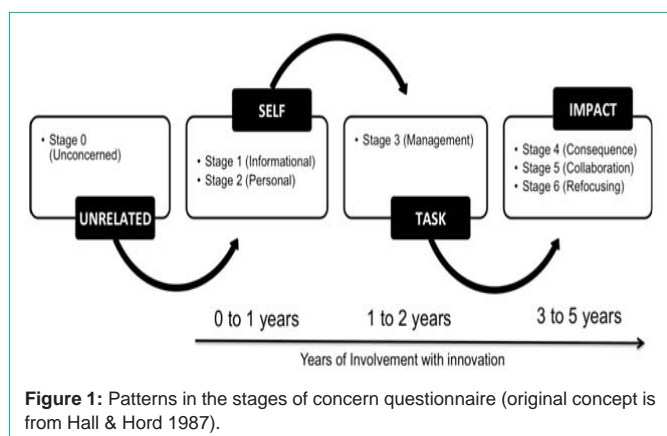 UNRELATED
• Stage 0
(Unconcerned)
SELF
• Stage 1 (Informational)
• Stage 2 (Personal)
TASK
• Stage 3 (Management)
IMPACT
• Stage 4 (Consequence)
• Stage 5 (Collaboration)
• Stage 6 (Refocusing)
0 to 1 years
1 to 2 years
3 to 5 years
Years of Involvement with innovation
Figure 1: Patterns in the stages of concern questionnaire (original concept is
from Hall & Hord 1987).